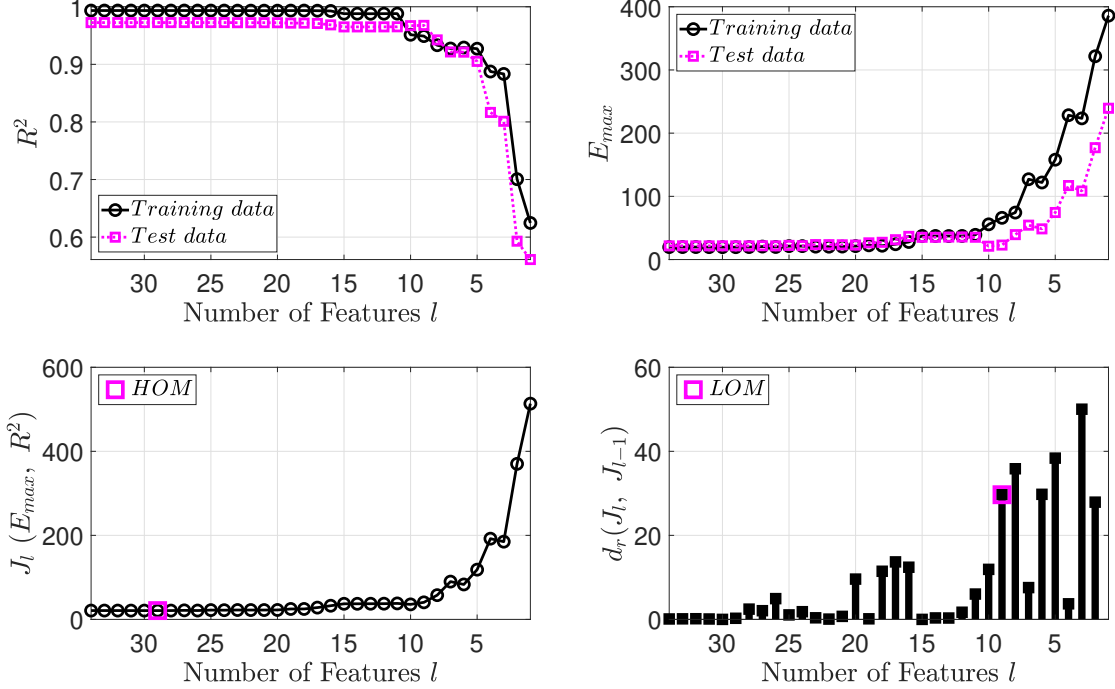 1
0.9
0.8
0.7
0.6
R²
Training data
Test data
30 25 20 15 10 5
Number of Features l
400
300
200
100
0
E_max
Training data
Test data
30 25 20 15 10 5
Number of Features l
600
400
200
0
J_l (E_max, R²)
HOM
30 25 20 15 10 5
Number of Features l
60
40
20
0
d_r(J_l, J_{l−1})
LOM
30 25 20 15 10 5
Number of Features l